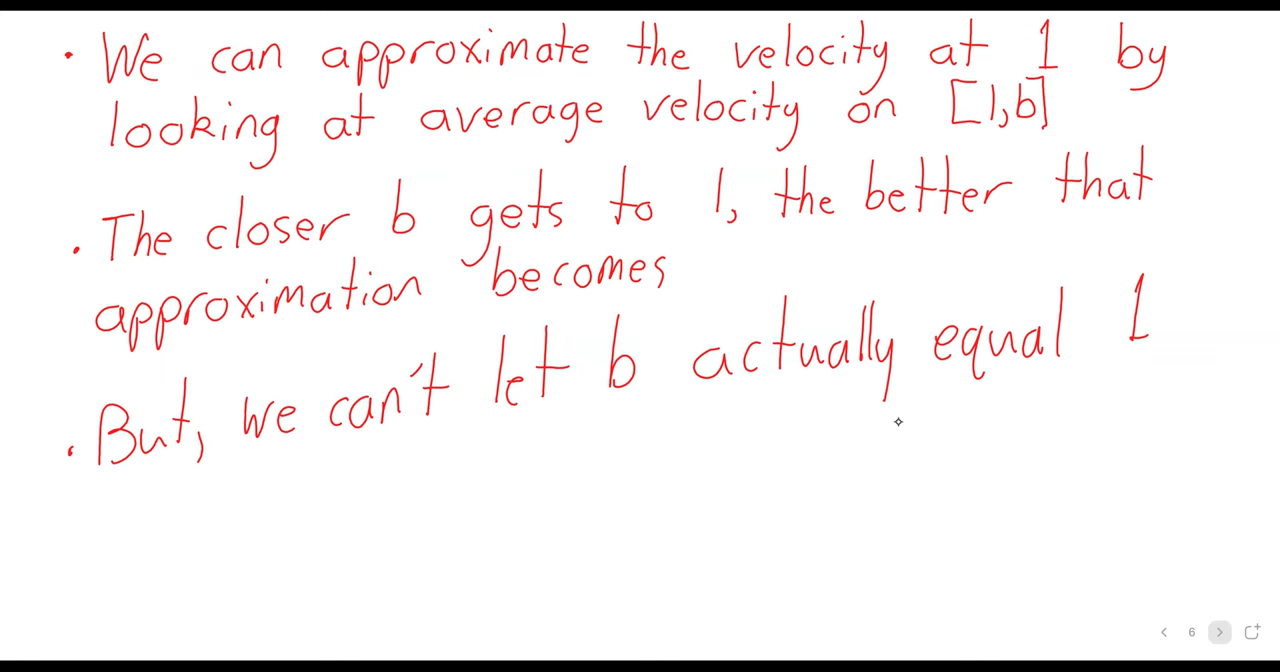 • We can approximate the velocity at 1 by
looking at average velocity on [1,b]
• The closer b gets to 1, the better that
approximation becomes
• But, we can't let b actually equal 1
6